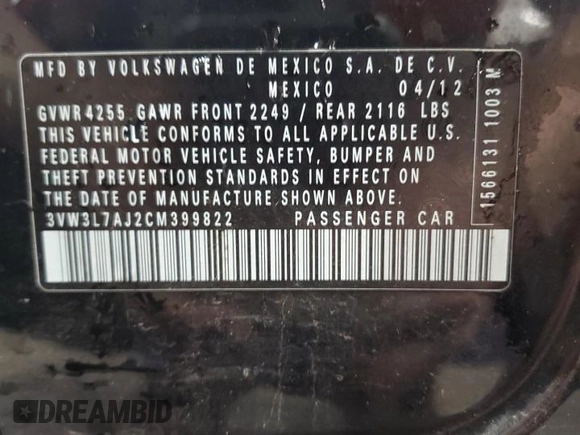 MFD BY VOLKSWAGEN DE MEXICO S.A. DE C.V.
MEXICO 04/12
GVWR 4255 GAWR FRONT 2249 / REAR 2116 LBS
THIS VEHICLE CONFORMS TO ALL APPLICABLE U.S.
FEDERAL MOTOR VEHICLE SAFETY, BUMPER AND
THEFT PREVENTION STANDARDS IN EFFECT ON
THE DATE OF MANUFACTURE SHOWN ABOVE.
3VW3L7AJ2CM399822 PASSENGER CAR
1566131 1003 M
DREAMBID